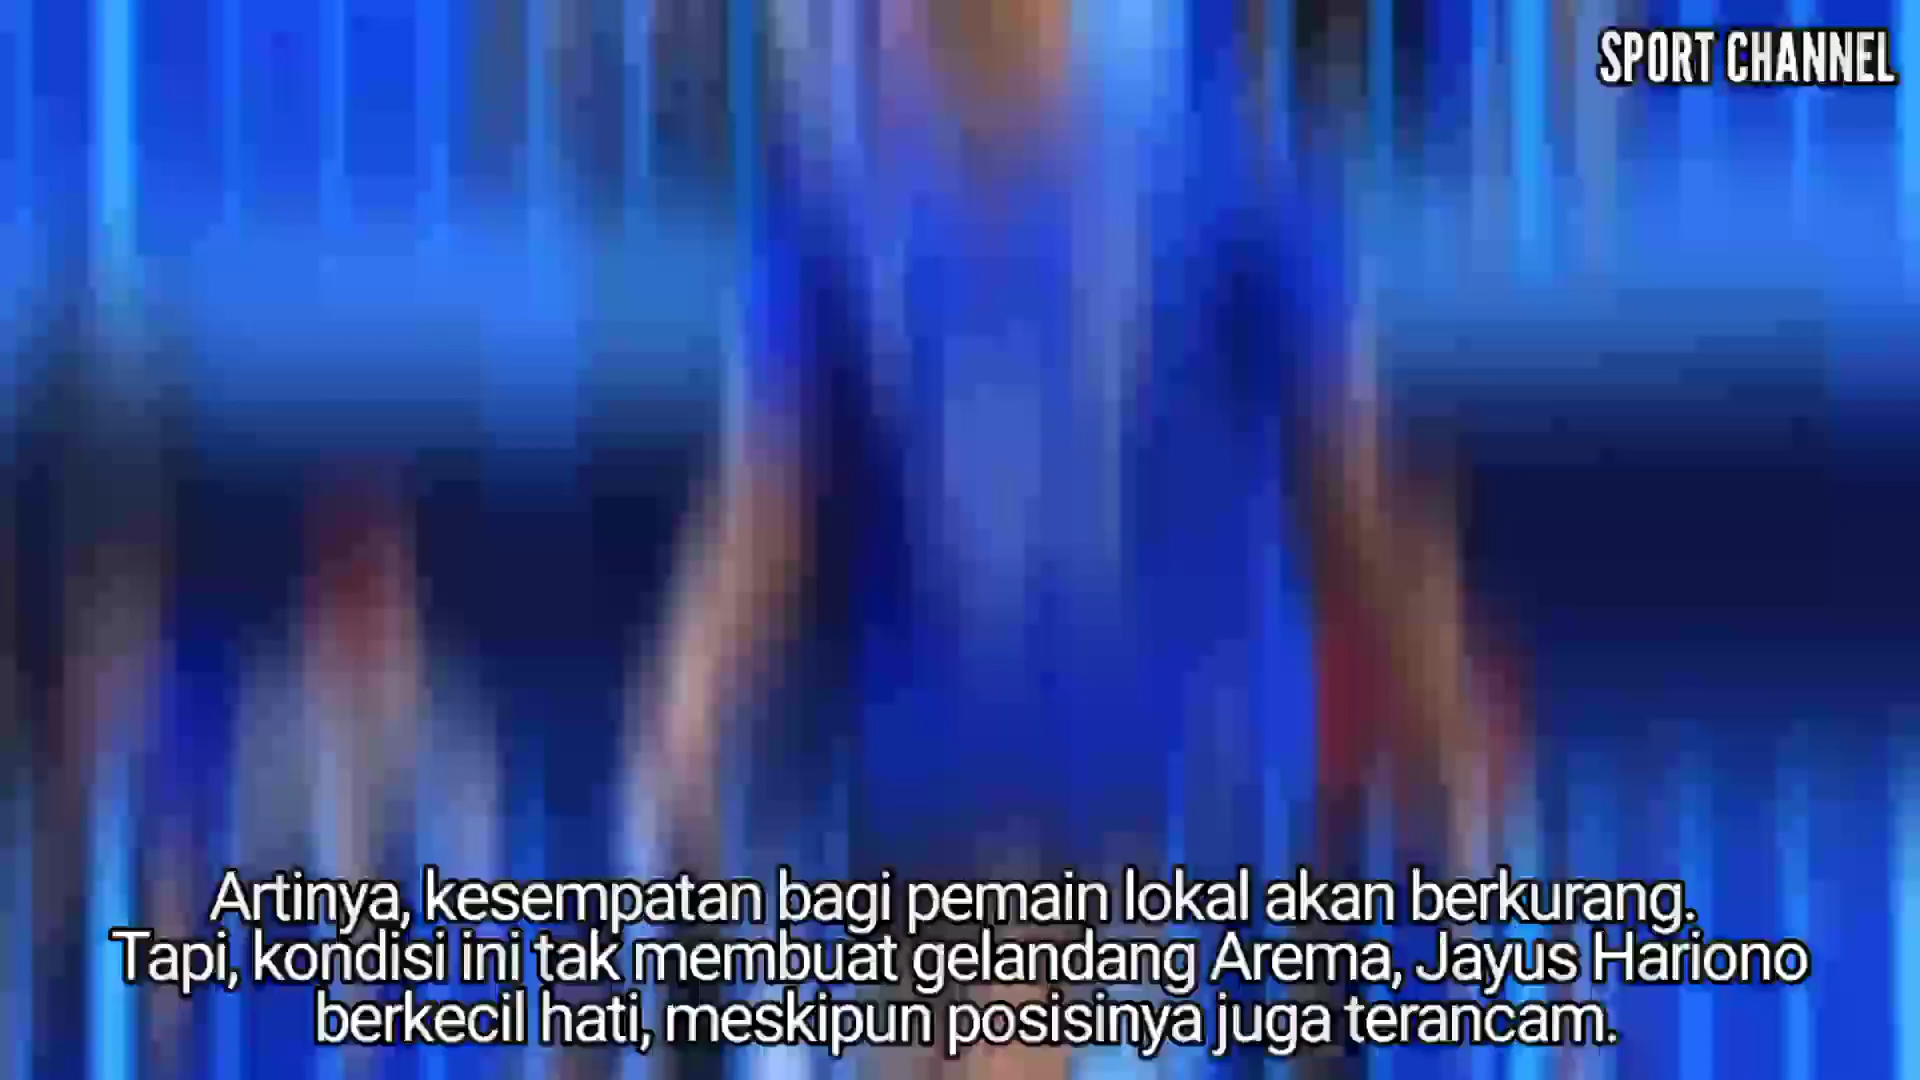 SPORT CHANNEL
Artinya, kesempatan bagi pemain lokal akan berkurang.
Tapi, kondisi ini tak membuat gelandang Arema, Jayus Hariono
berkecil hati, meskipun posisinya juga terancam.